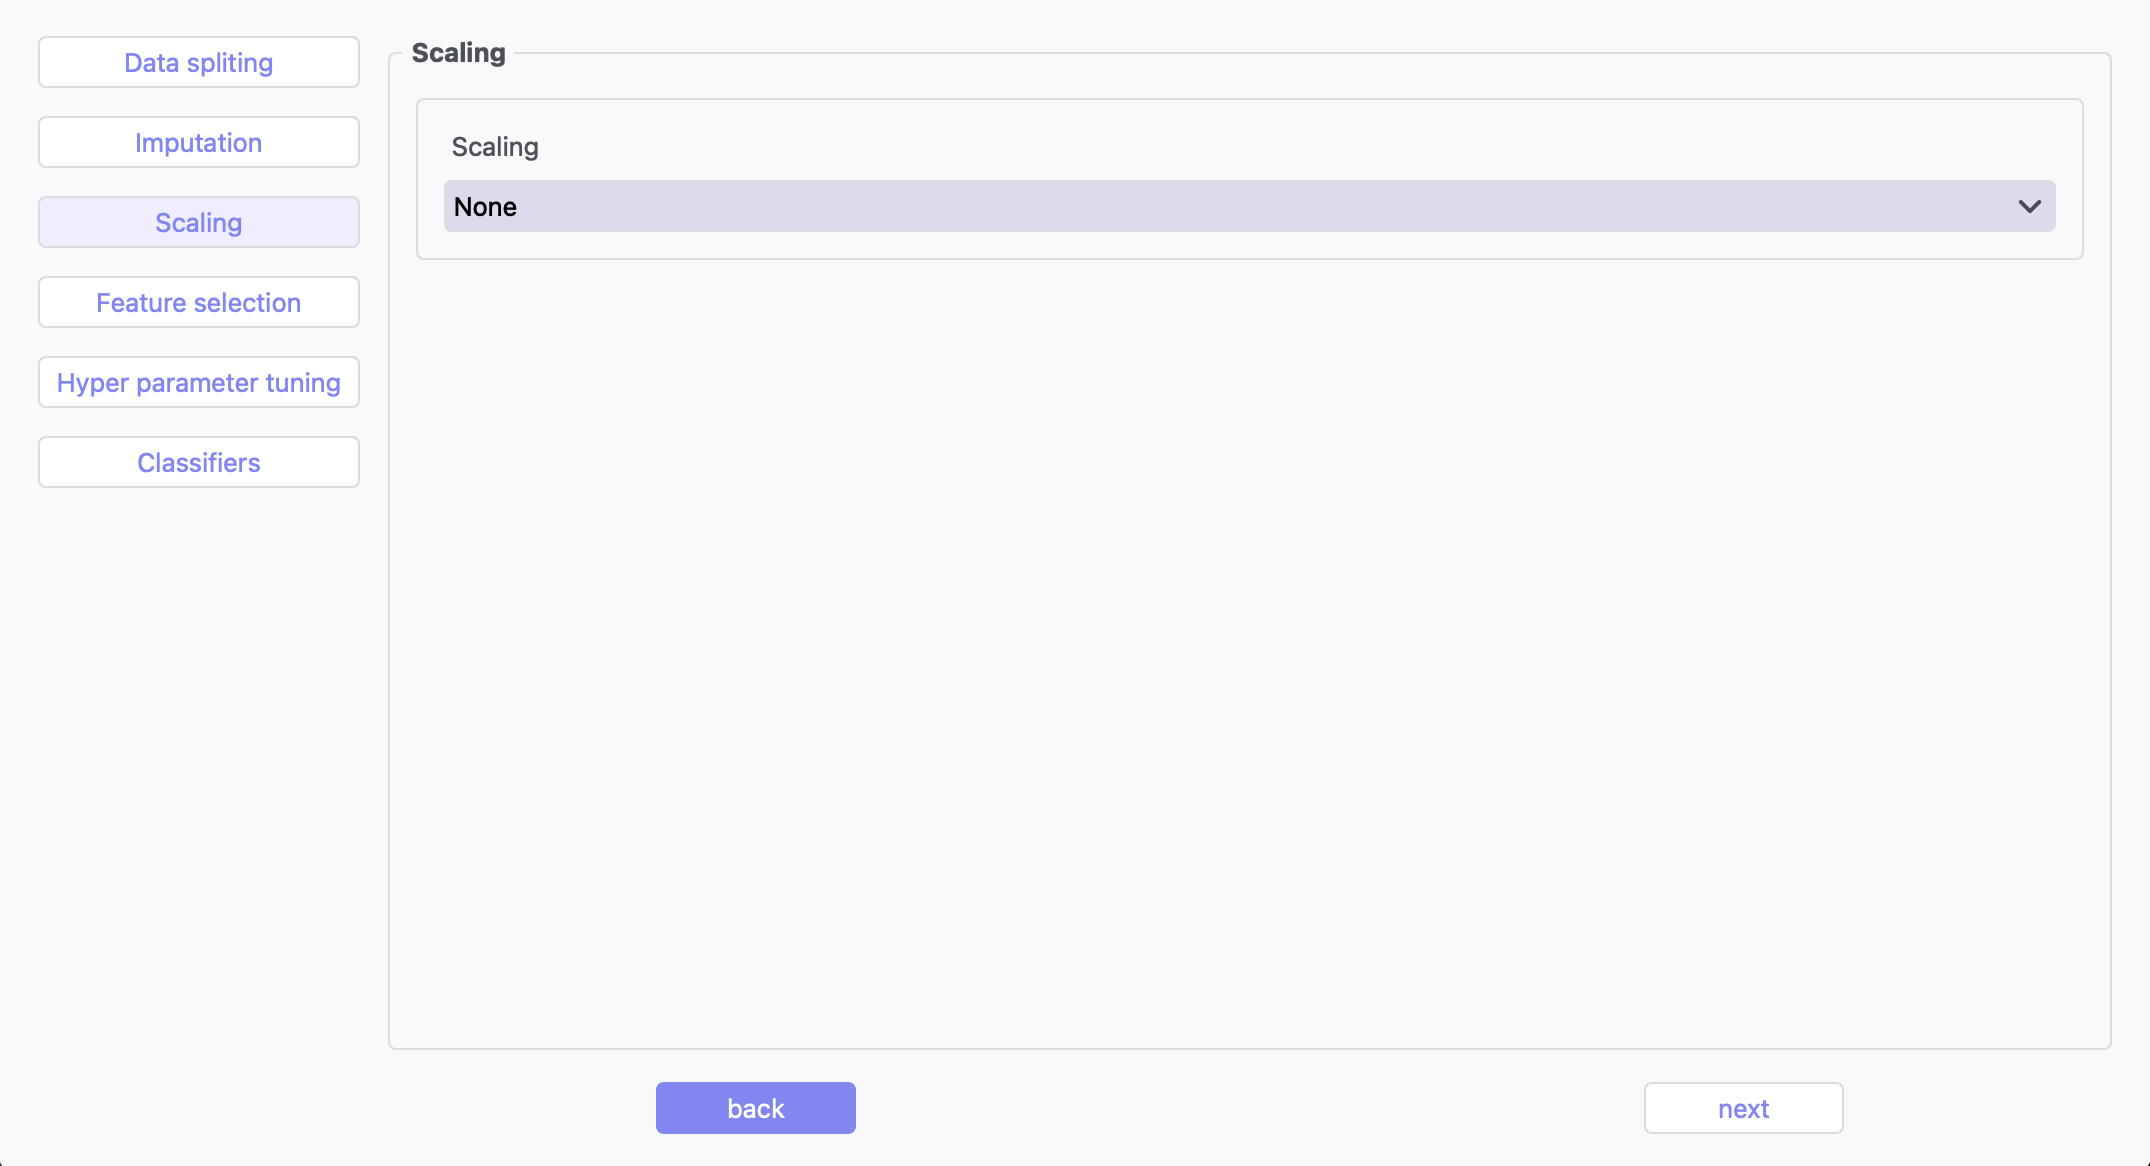 Data spliting
Imputation
Scaling
Feature selection
Hyper parameter tuning
Classifiers
Scaling
Scaling
None
back
next